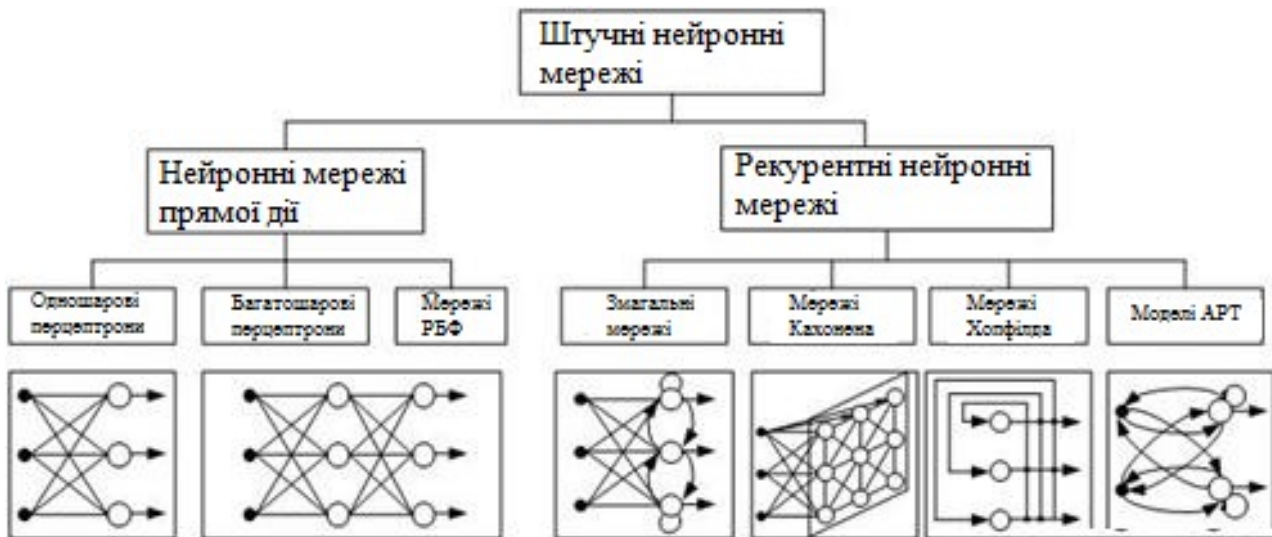 Штучні нейронні
мережі
Нейронні мережі
прямої дії
Рекурентні нейронні
мережі
Одношарові
перцептрони
Багатошарові
перцептрони
Мережі
РБФ
Змагальні
мережі
Мережі
Кахонена
Мережі
Хопфілда
Моделі АРТ